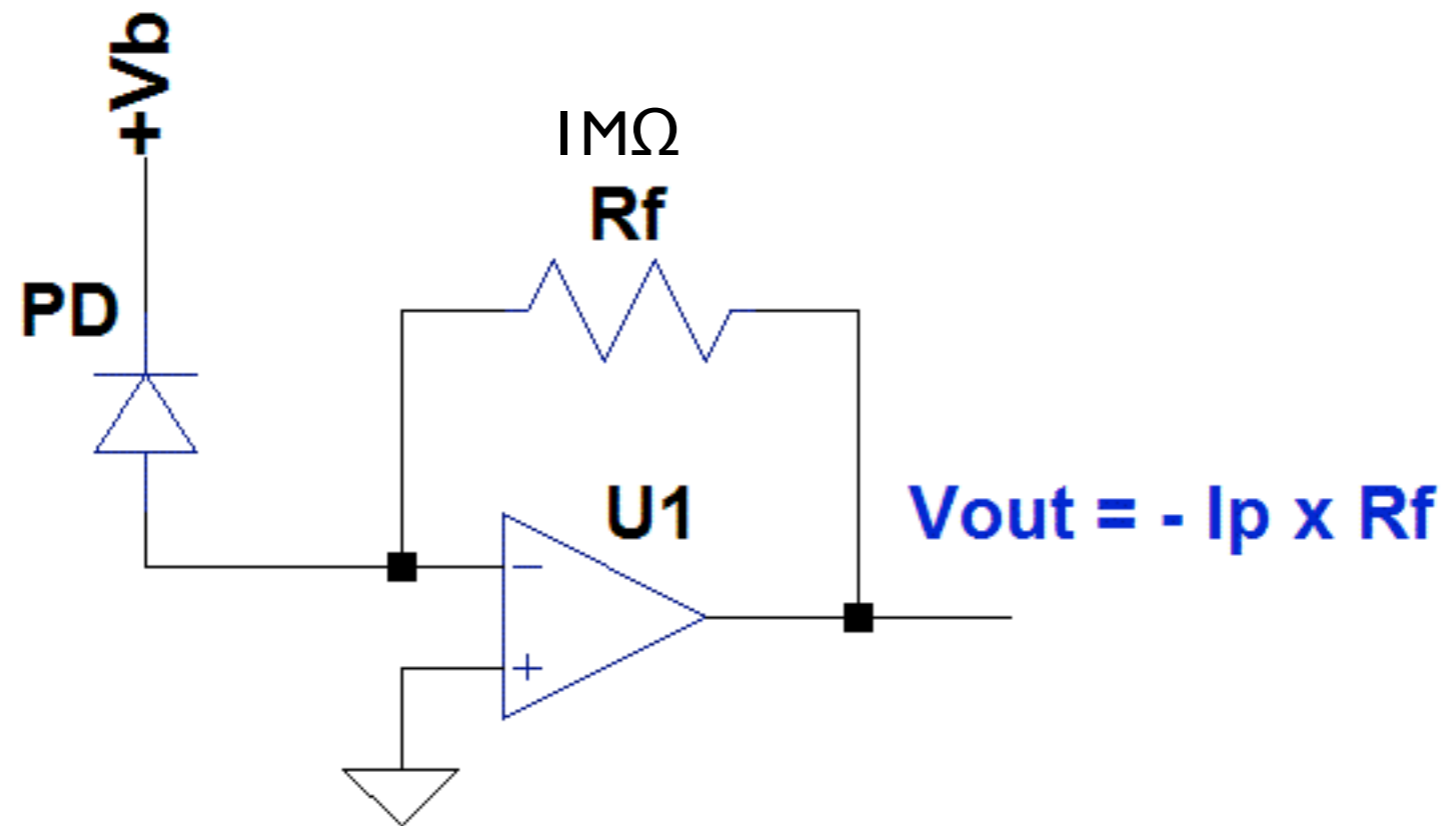 +Vb
1MΩ
Rf
PD
U1
Vout = - Ip x Rf
−
+